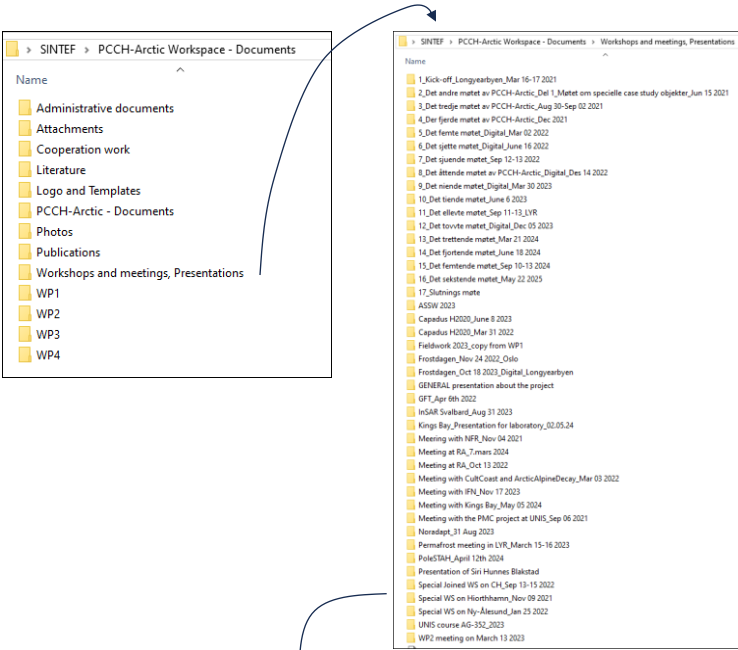 SINTEF > PCCH-Arctic Workspace - Documents
Name
Administrative documents
Attachments
Cooperation work
Literature
Logo and Templates
PCCH-Arctic - Documents
Photos
Publications
Workshops and meetings, Presentations
WP1
WP2
WP3
WP4
SINTEF > PCCH-Arctic Workspace - Documents > Workshops and meetings, Presentations
Name
1_Kick-off_Longyearbyen_Mar 16-17 2021
2_Det andre møtet av PCCH-Arctic_Del 1_Møtet om specielle case study objekter_Jun 15 2021
3_Det tredje møtet av PCCH-Arctic_Aug 30-Sep 02 2021
4_Der fjerde møtet av PCCH-Arctic_Dec 2021
5_Det femte møtet_Digital_Mar 02 2022
6_Det sjette møtet_Digital_June 16 2022
7_Det sjuende møtet_Sep 12-13 2022
8_Det åttende møtet av PCCH-Arctic_Digital_Des 14 2022
9_Det niende møtet_Digital_Mar 30 2023
10_Det tiende møtet_June 6 2023
11_Det ellevte møtet_Sep 11-13_LYR
12_Det tovvte møtet_Digital_Dec 05 2023
13_Det trettende møtet_Mar 21 2024
14_Det fjortende møtet_June 18 2024
15_Det femtende møtet_Sep 10-13 2024
16_Det sekstende møtet_May 22 2025
17_Slutnings møte
ASSW 2023
Capadus H2020_June 8 2023
Capadus H2020_Mar 31 2022
Fieldwork 2023_copy from WP1
Frostdagen_Nov 24 2022_Oslo
Frostdagen_Oct 18 2023_Digital_Longyearbyen
GENERAL presentation about the project
GFT_Apr 6th 2022
InSAR Svalbard_Aug 31 2023
Kings Bay_Presentation for laboratory_02.05.24
Meering with NFR_Nov 04 2021
Meeting at RA_7.mars 2024
Meeting at RA_Oct 13 2022
Meeting with CultCoast and ArcticAlpineDecay_Mar 03 2022
Meeting with IFN_Nov 17 2023
Meeting with Kings Bay_May 05 2024
Meeting with the PMC project at UNIS_Sep 06 2021
Noradapt_31 Aug 2023
Permafrost meeting in LYR_March 15-16 2023
PoleSTAH_April 12th 2024
Presentation of Siri Hunnes Blakstad
Special Joined WS on CH_Sep 13-15 2022
Special WS on Hiorthhamn_Nov 09 2021
Special WS on Ny-Ålesund_Jan 25 2022
UNIS course AG-352_2023
WP2 meeting on March 13 2023